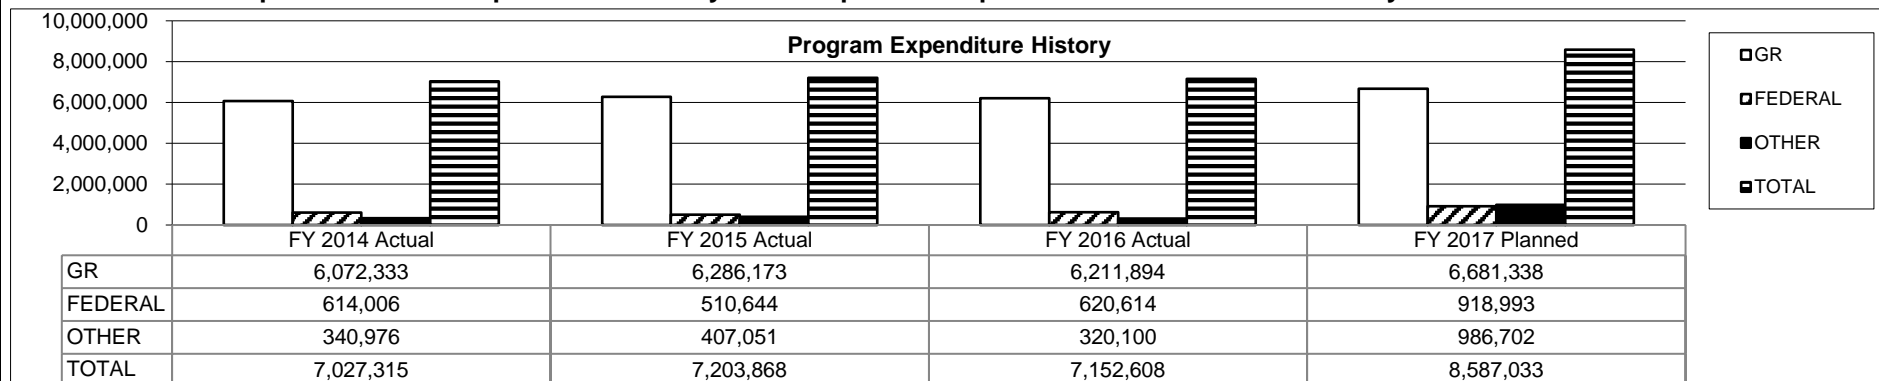 10,000,000
Program Expenditure History
8,000,000
6,000,000
4,000,000
2,000,000
0
GR
FEDERAL
OTHER
TOTAL
FY 2014 Actual FY 2015 Actual FY 2016 Actual FY 2017 Planned
GR 6,072,333 6,286,173 6,211,894 6,681,338
FEDERAL 614,006 510,644 620,614 918,993
OTHER 340,976 407,051 320,100 986,702
TOTAL 7,027,315 7,203,868 7,152,608 8,587,033